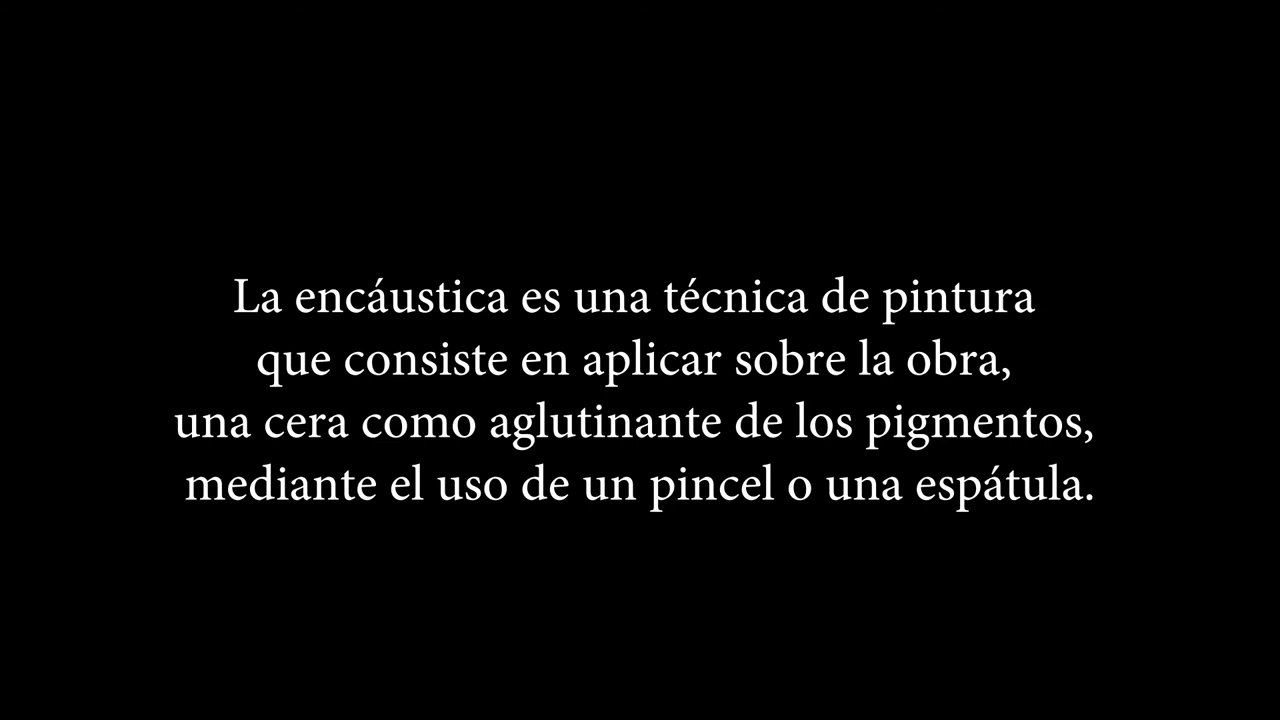 La encáustica es una técnica de pintura
que consiste en aplicar sobre la obra,
una cera como aglutinante de los pigmentos,
mediante el uso de un pincel o una espátula.